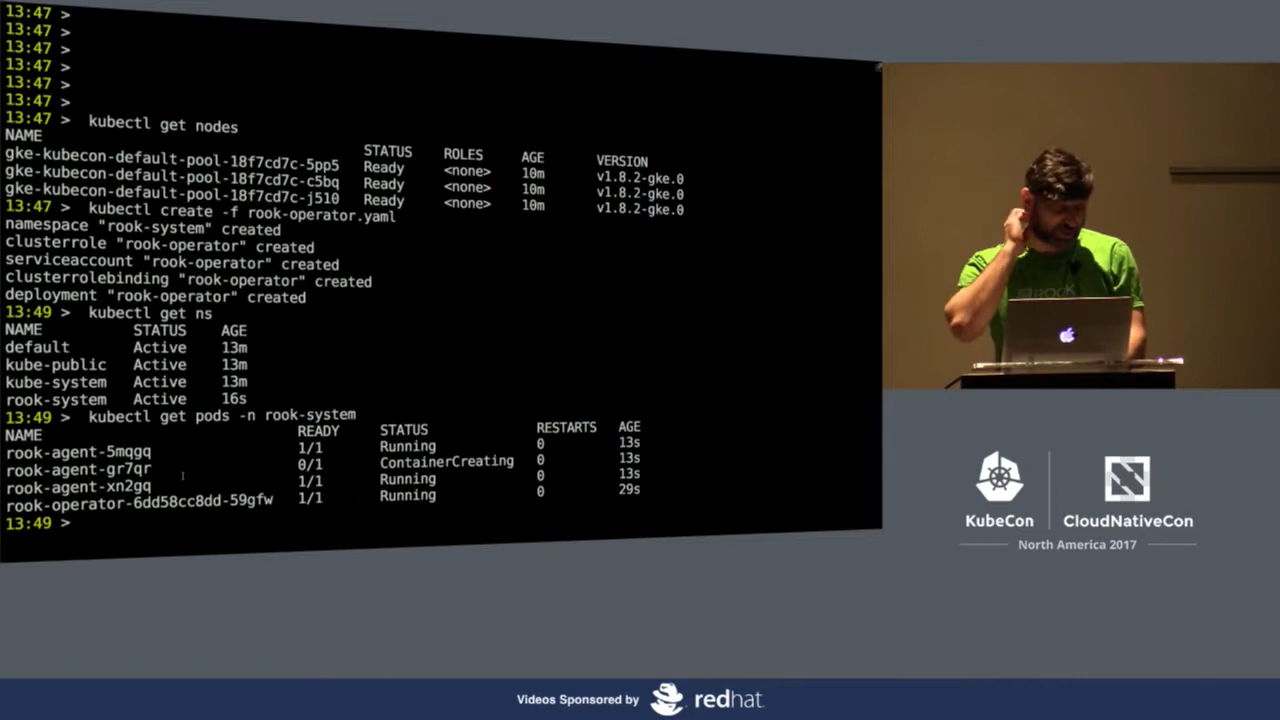 13:47 >
13:47 >
13:47 >
13:47 >
13:47 >
13:47 >
13:47 > kubectl get nodes
NAME STATUS ROLES AGE VERSION
gke-kubecon-default-pool-18f7cd7c-5pp5 Ready <none> 10m v1.8.2-gke.0
gke-kubecon-default-pool-18f7cd7c-c5bq Ready <none> 10m v1.8.2-gke.0
gke-kubecon-default-pool-18f7cd7c-j510 Ready <none> 10m v1.8.2-gke.0
13:47 > kubectl create -f rook-operator.yaml
namespace "rook-system" created
clusterrole "rook-operator" created
serviceaccount "rook-operator" created
clusterrolebinding "rook-operator" created
deployment "rook-operator" created
13:49 > kubectl get ns
NAME STATUS AGE
default Active 13m
kube-public Active 13m
kube-system Active 13m
rook-system Active 16s
13:49 > kubectl get pods -n rook-system
NAME READY STATUS RESTARTS AGE
rook-agent-5mqgq 1/1 Running 0 13s
rook-agent-gr7qr 0/1 ContainerCreating 0 13s
rook-agent-xn2gq 1/1 Running 0 13s
rook-operator-6dd58cc8dd-59gfw 1/1 Running 0 29s
13:49 >
ROOK
KubeCon
CloudNativeCon
North America 2017
Videos Sponsored by redhat